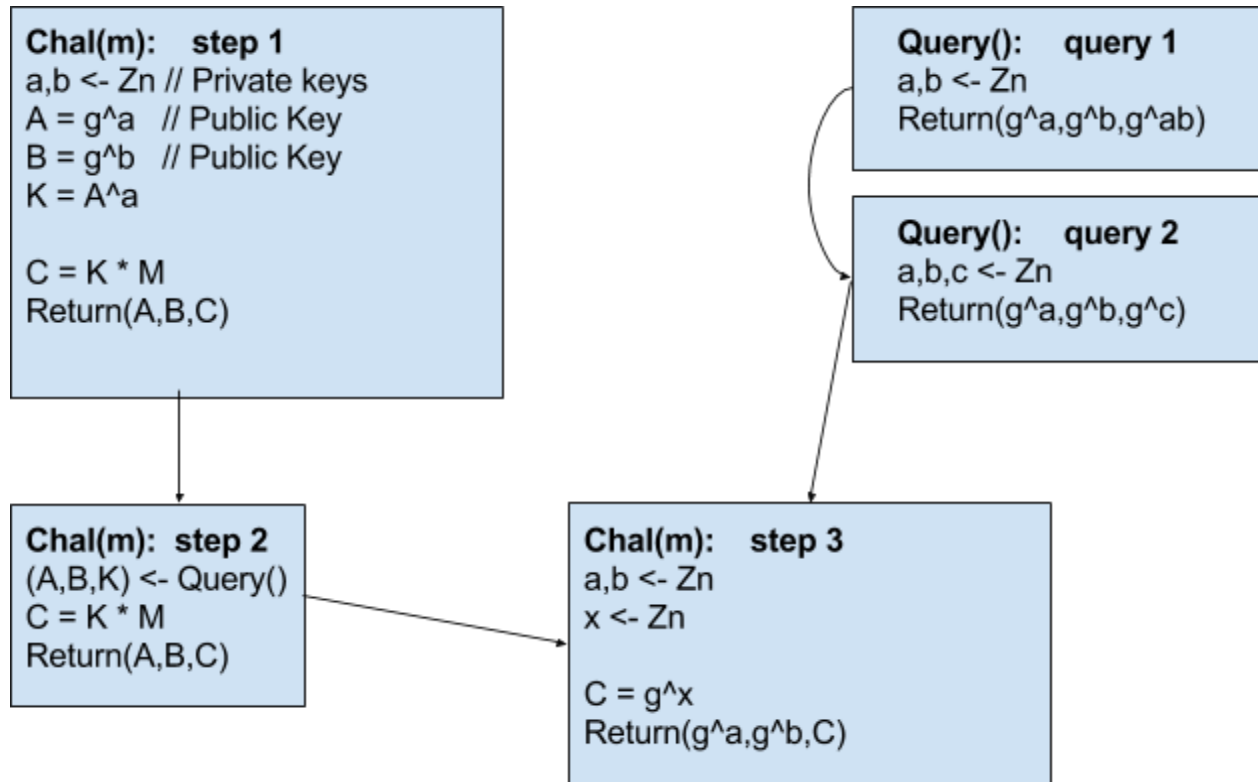 Chal(m): step 1
a,b <- Zn // Private keys
A = g^a // Public Key
B = g^b // Public Key
K = A^a
C = K * M
Return(A,B,C)
Query(): query 1
a,b <- Zn
Return(g^a,g^b,g^ab)
Query(): query 2
a,b,c <- Zn
Return(g^a,g^b,g^c)
Chal(m): step 2
(A,B,K) <- Query()
C = K * M
Return(A,B,C)
Chal(m): step 3
a,b <- Zn
x <- Zn
C = g^x
Return(g^a,g^b,C)